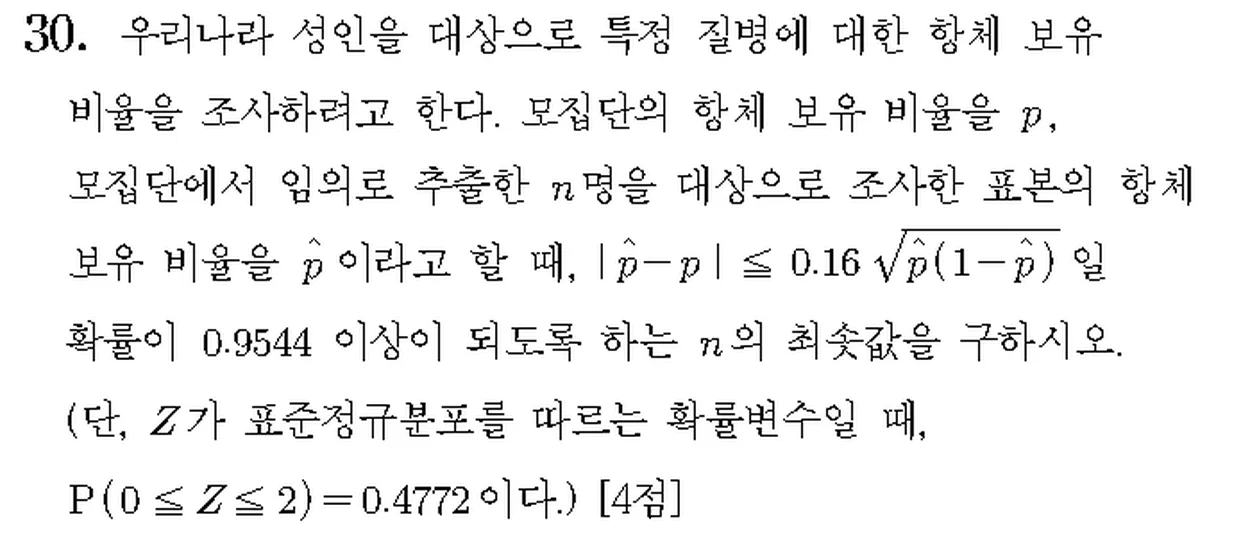 30. 우리나라 성인을 대상으로 특정 질병에 대한 항체 보유
비율을 조사하려고 한다. 모집단의 항체 보유 비율을 p,
모집단에서 임의로 추출한 n명을 대상으로 조사한 표본의 항체
보유 비율을 p̂ 이라고 할 때, |p̂−p| ≦ 0.16 √(p̂(1−p̂)) 일
확률이 0.9544 이상이 되도록 하는 n의 최솟값을 구하시오.
(단, Z가 표준정규분포를 따르는 확률변수일 때,
P(0 ≦ Z ≦ 2)=0.4772이다.) [4점]